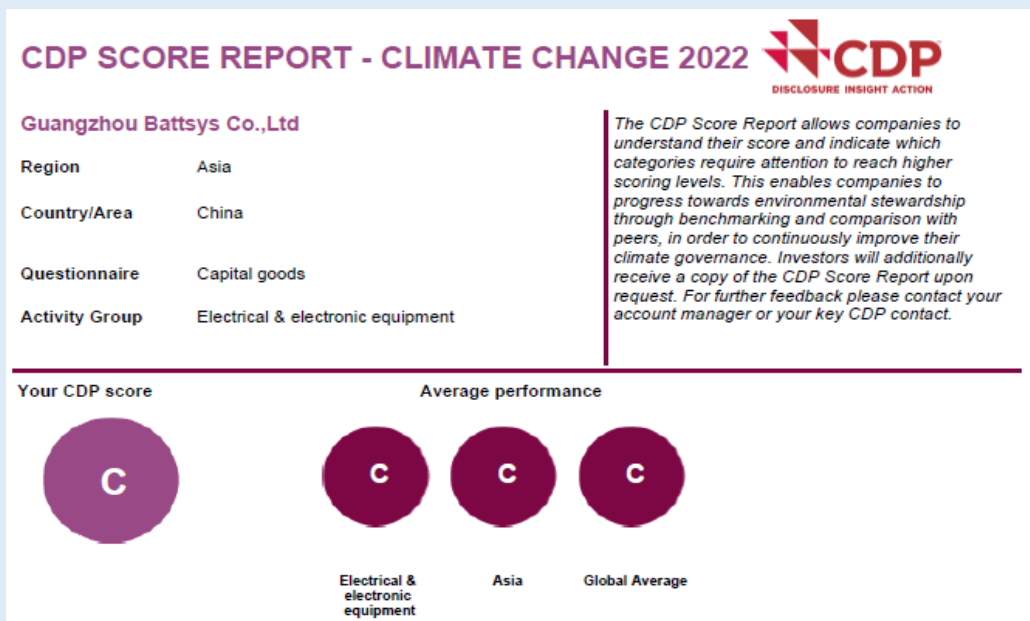 CDP SCORE REPORT - CLIMATE CHANGE 2022
CDP
DISCLOSURE INSIGHT ACTION
Guangzhou Battsys Co.,Ltd
Region Asia
Country/Area China
Questionnaire Capital goods
Activity Group Electrical & electronic equipment
The CDP Score Report allows companies to
understand their score and indicate which
categories require attention to reach higher
scoring levels. This enables companies to
progress towards environmental stewardship
through benchmarking and comparison with
peers, in order to continuously improve their
climate governance. Investors will additionally
receive a copy of the CDP Score Report upon
request. For further feedback please contact your
account manager or your key CDP contact.
Your CDP score
Average performance
C
C C C
Electrical &
electronic
equipment
Asia
Global Average